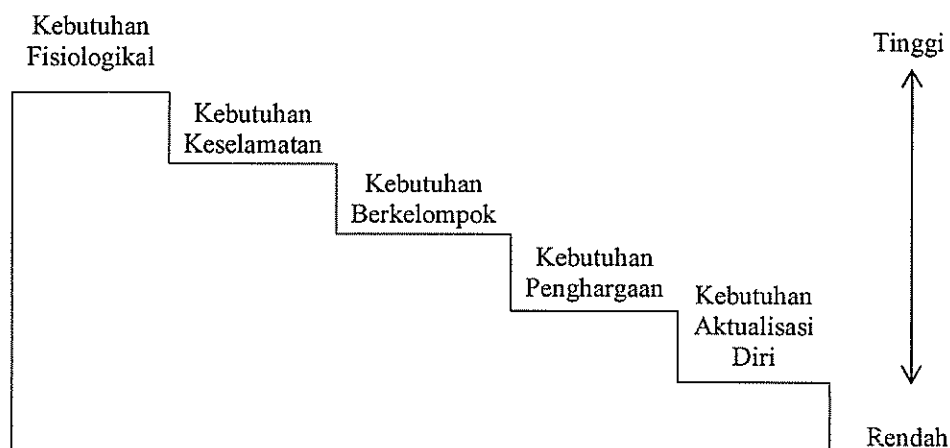 Kebutuhan
Fisiologikal
Tinggi
Kebutuhan
Keselamatan
Kebutuhan
Berkelompok
Kebutuhan
Penghargaan
Kebutuhan
Aktualisasi
Diri
Rendah